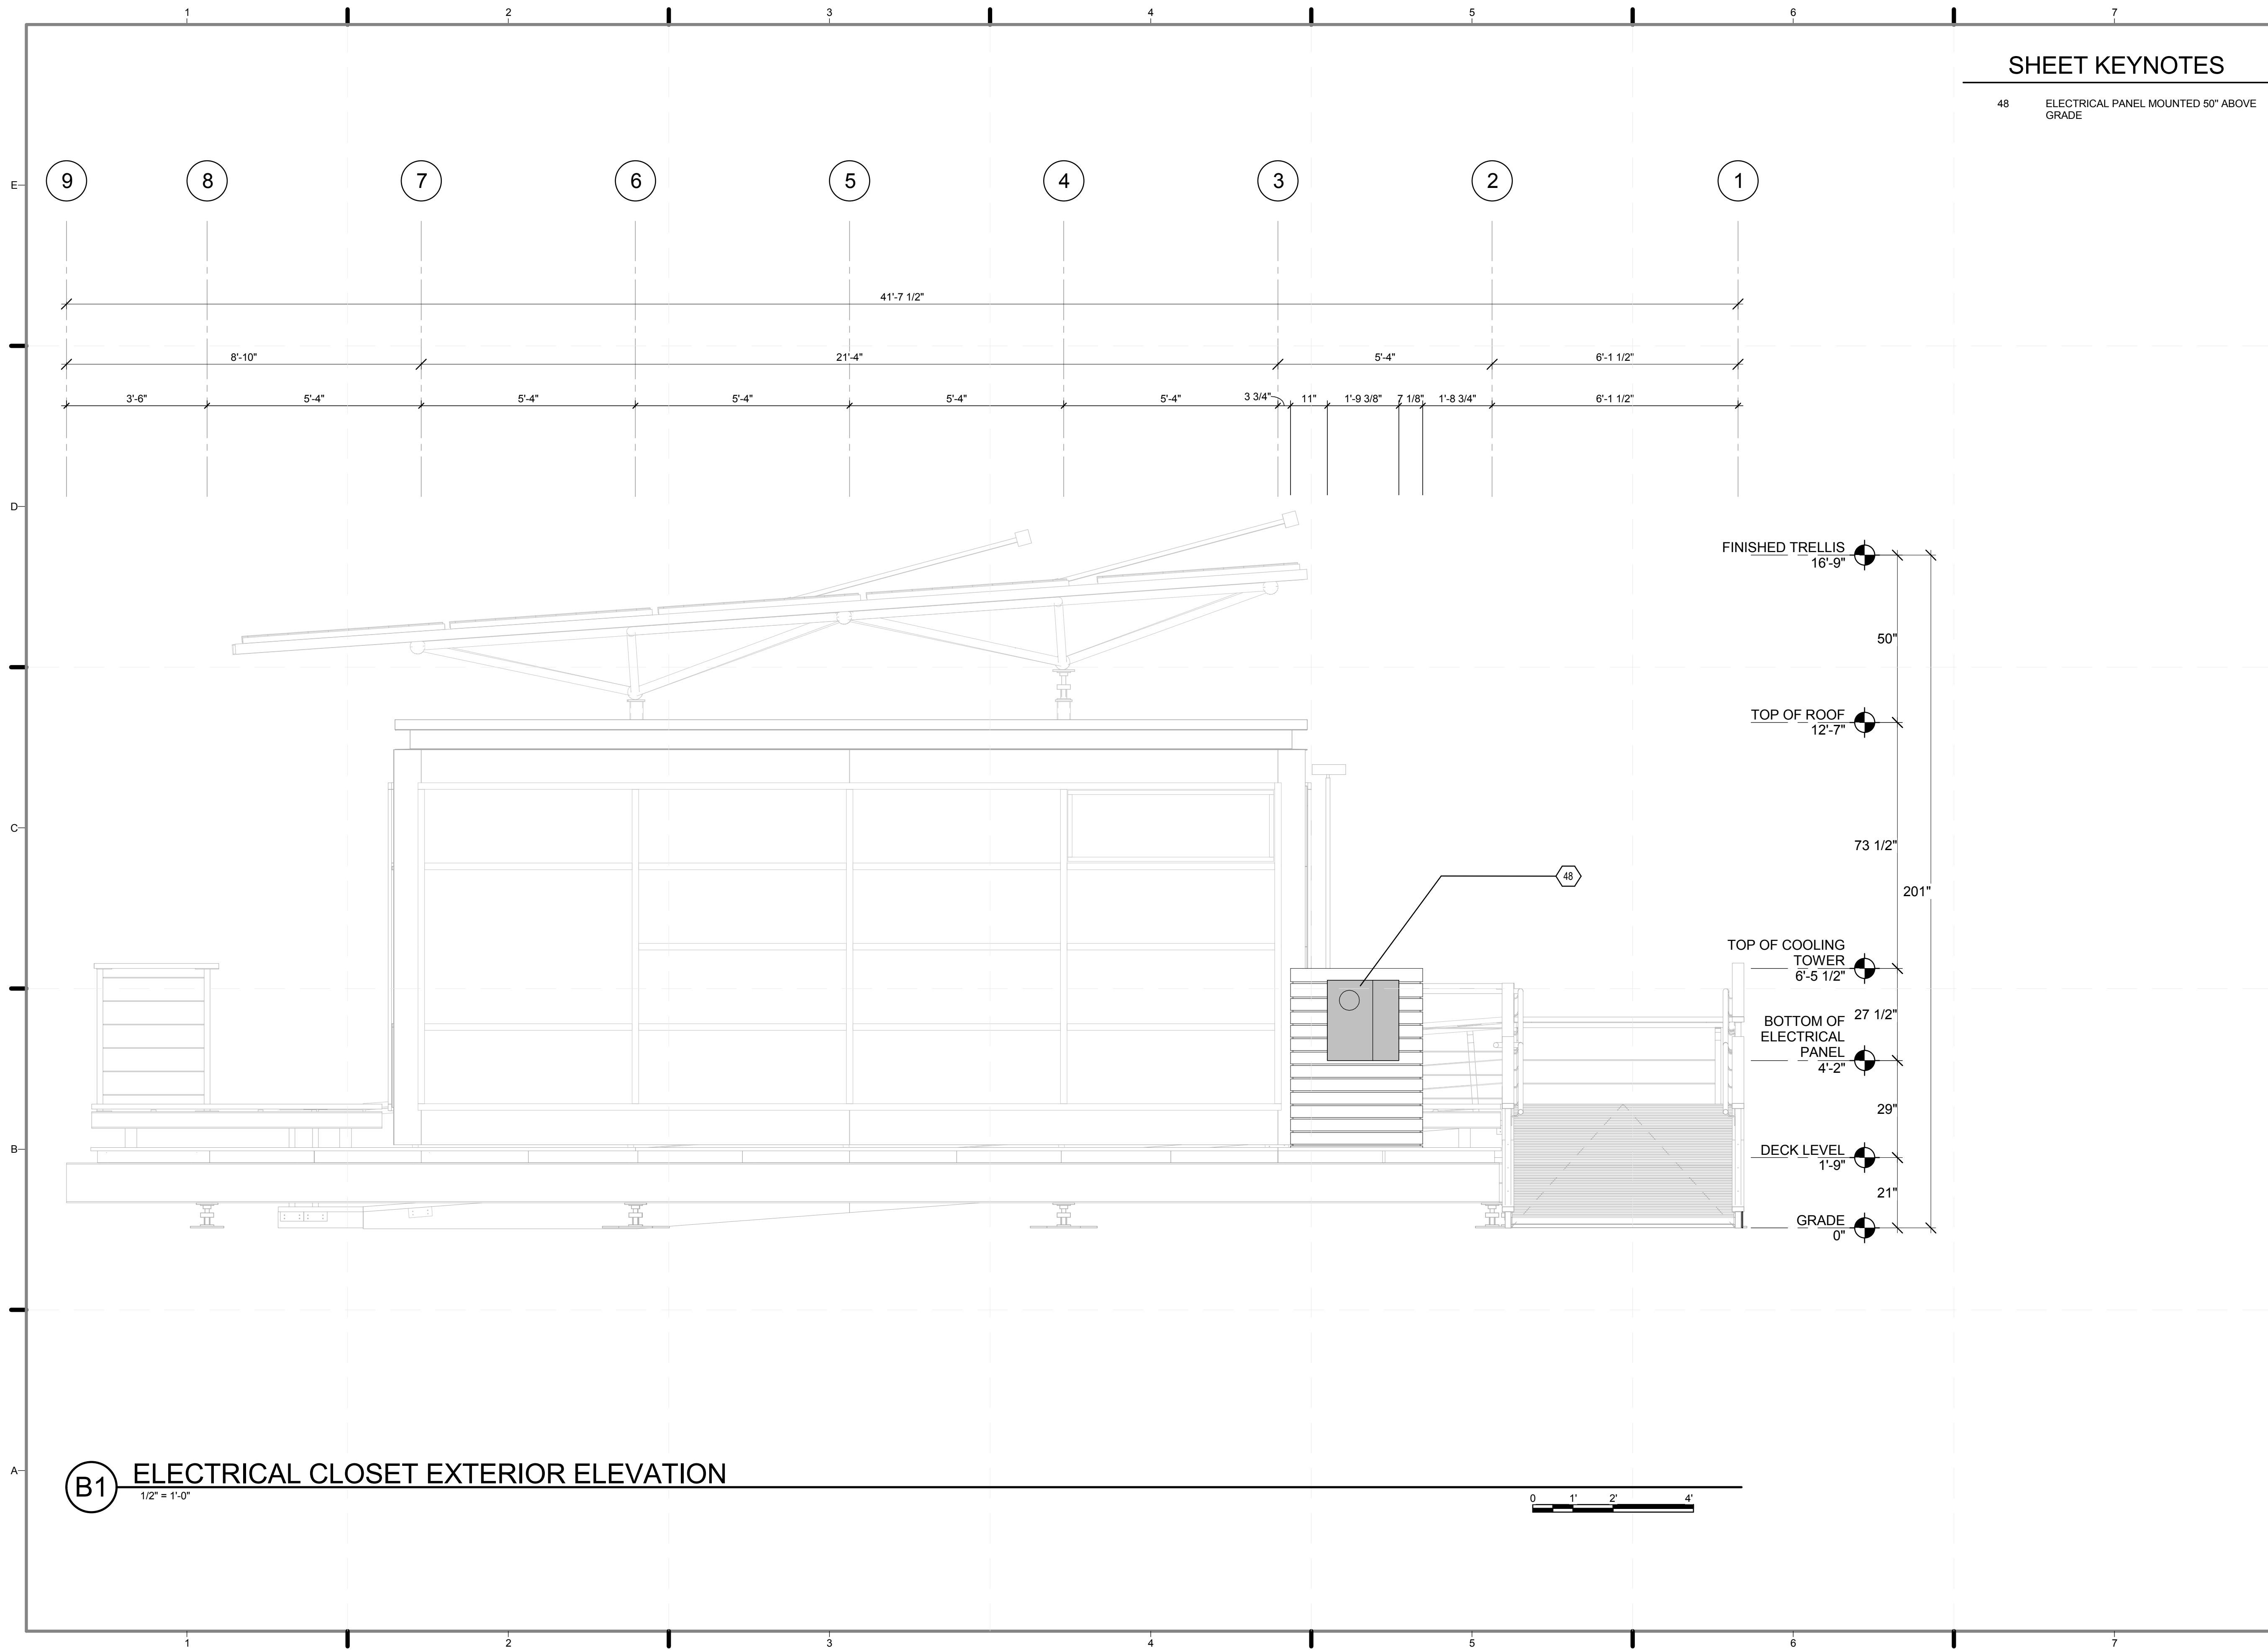 1 2 3 4 5 6 7
SHEET KEYNOTES
48 ELECTRICAL PANEL MOUNTED 50" ABOVE
GRADE
E
9 8 7 6 5 4 3 2 1
41'-7 1/2"
8'-10" 21'-4" 5'-4" 6'-1 1/2"
3'-6" 5'-4" 5'-4" 5'-4" 5'-4" 5'-4" 3 3/4" 11" 1'-9 3/8" 7 1/8" 1'-8 3/4" 6'-1 1/2"
D
FINISHED TRELLIS
16'-9"
50"
TOP OF ROOF
12'-7"
C
73 1/2"
48
201"
TOP OF COOLING
TOWER
6'-5 1/2"
27 1/2"
BOTTOM OF
ELECTRICAL
PANEL
4'-2"
29"
B
DECK LEVEL
1'-9"
21"
GRADE
0"
A
B1 ELECTRICAL CLOSET EXTERIOR ELEVATION
1/2" = 1'-0"
0 1' 2' 4'
1 2 3 4 5 6 7